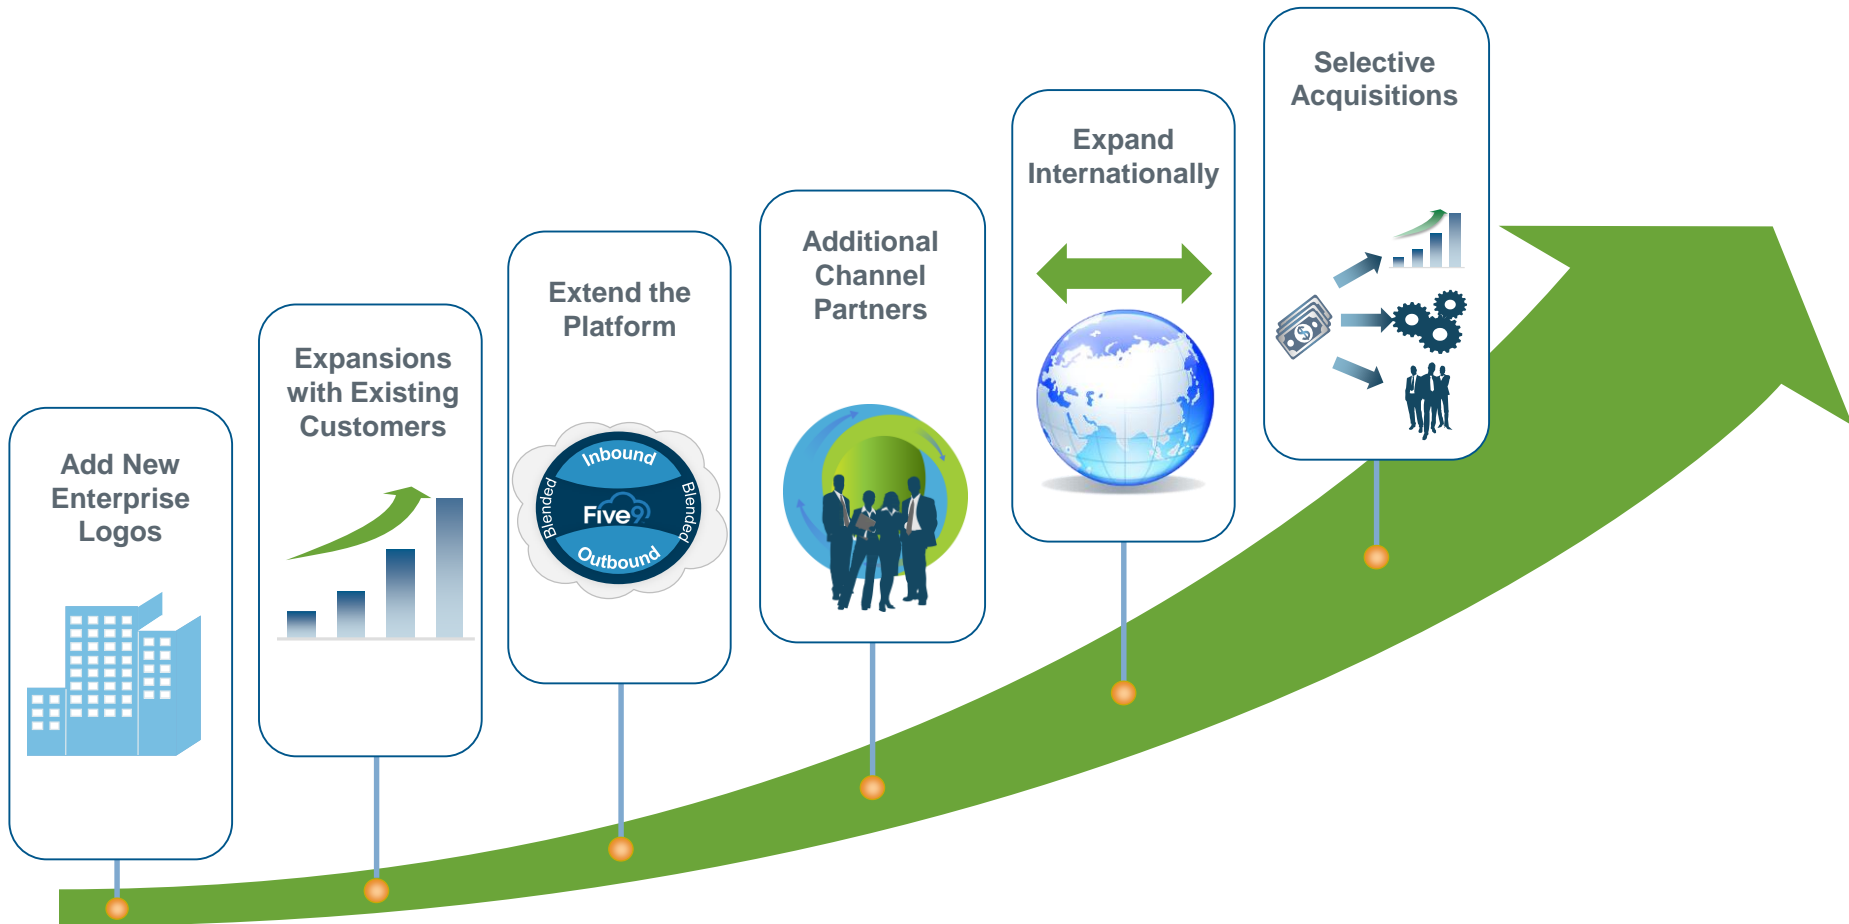 Add New
Enterprise
Logos
Expansions
with Existing
Customers
Extend the
Platform
Inbound
Blended
Five9
Blended
Outbound
Additional
Channel
Partners
Expand
Internationally
Selective
Acquisitions
$